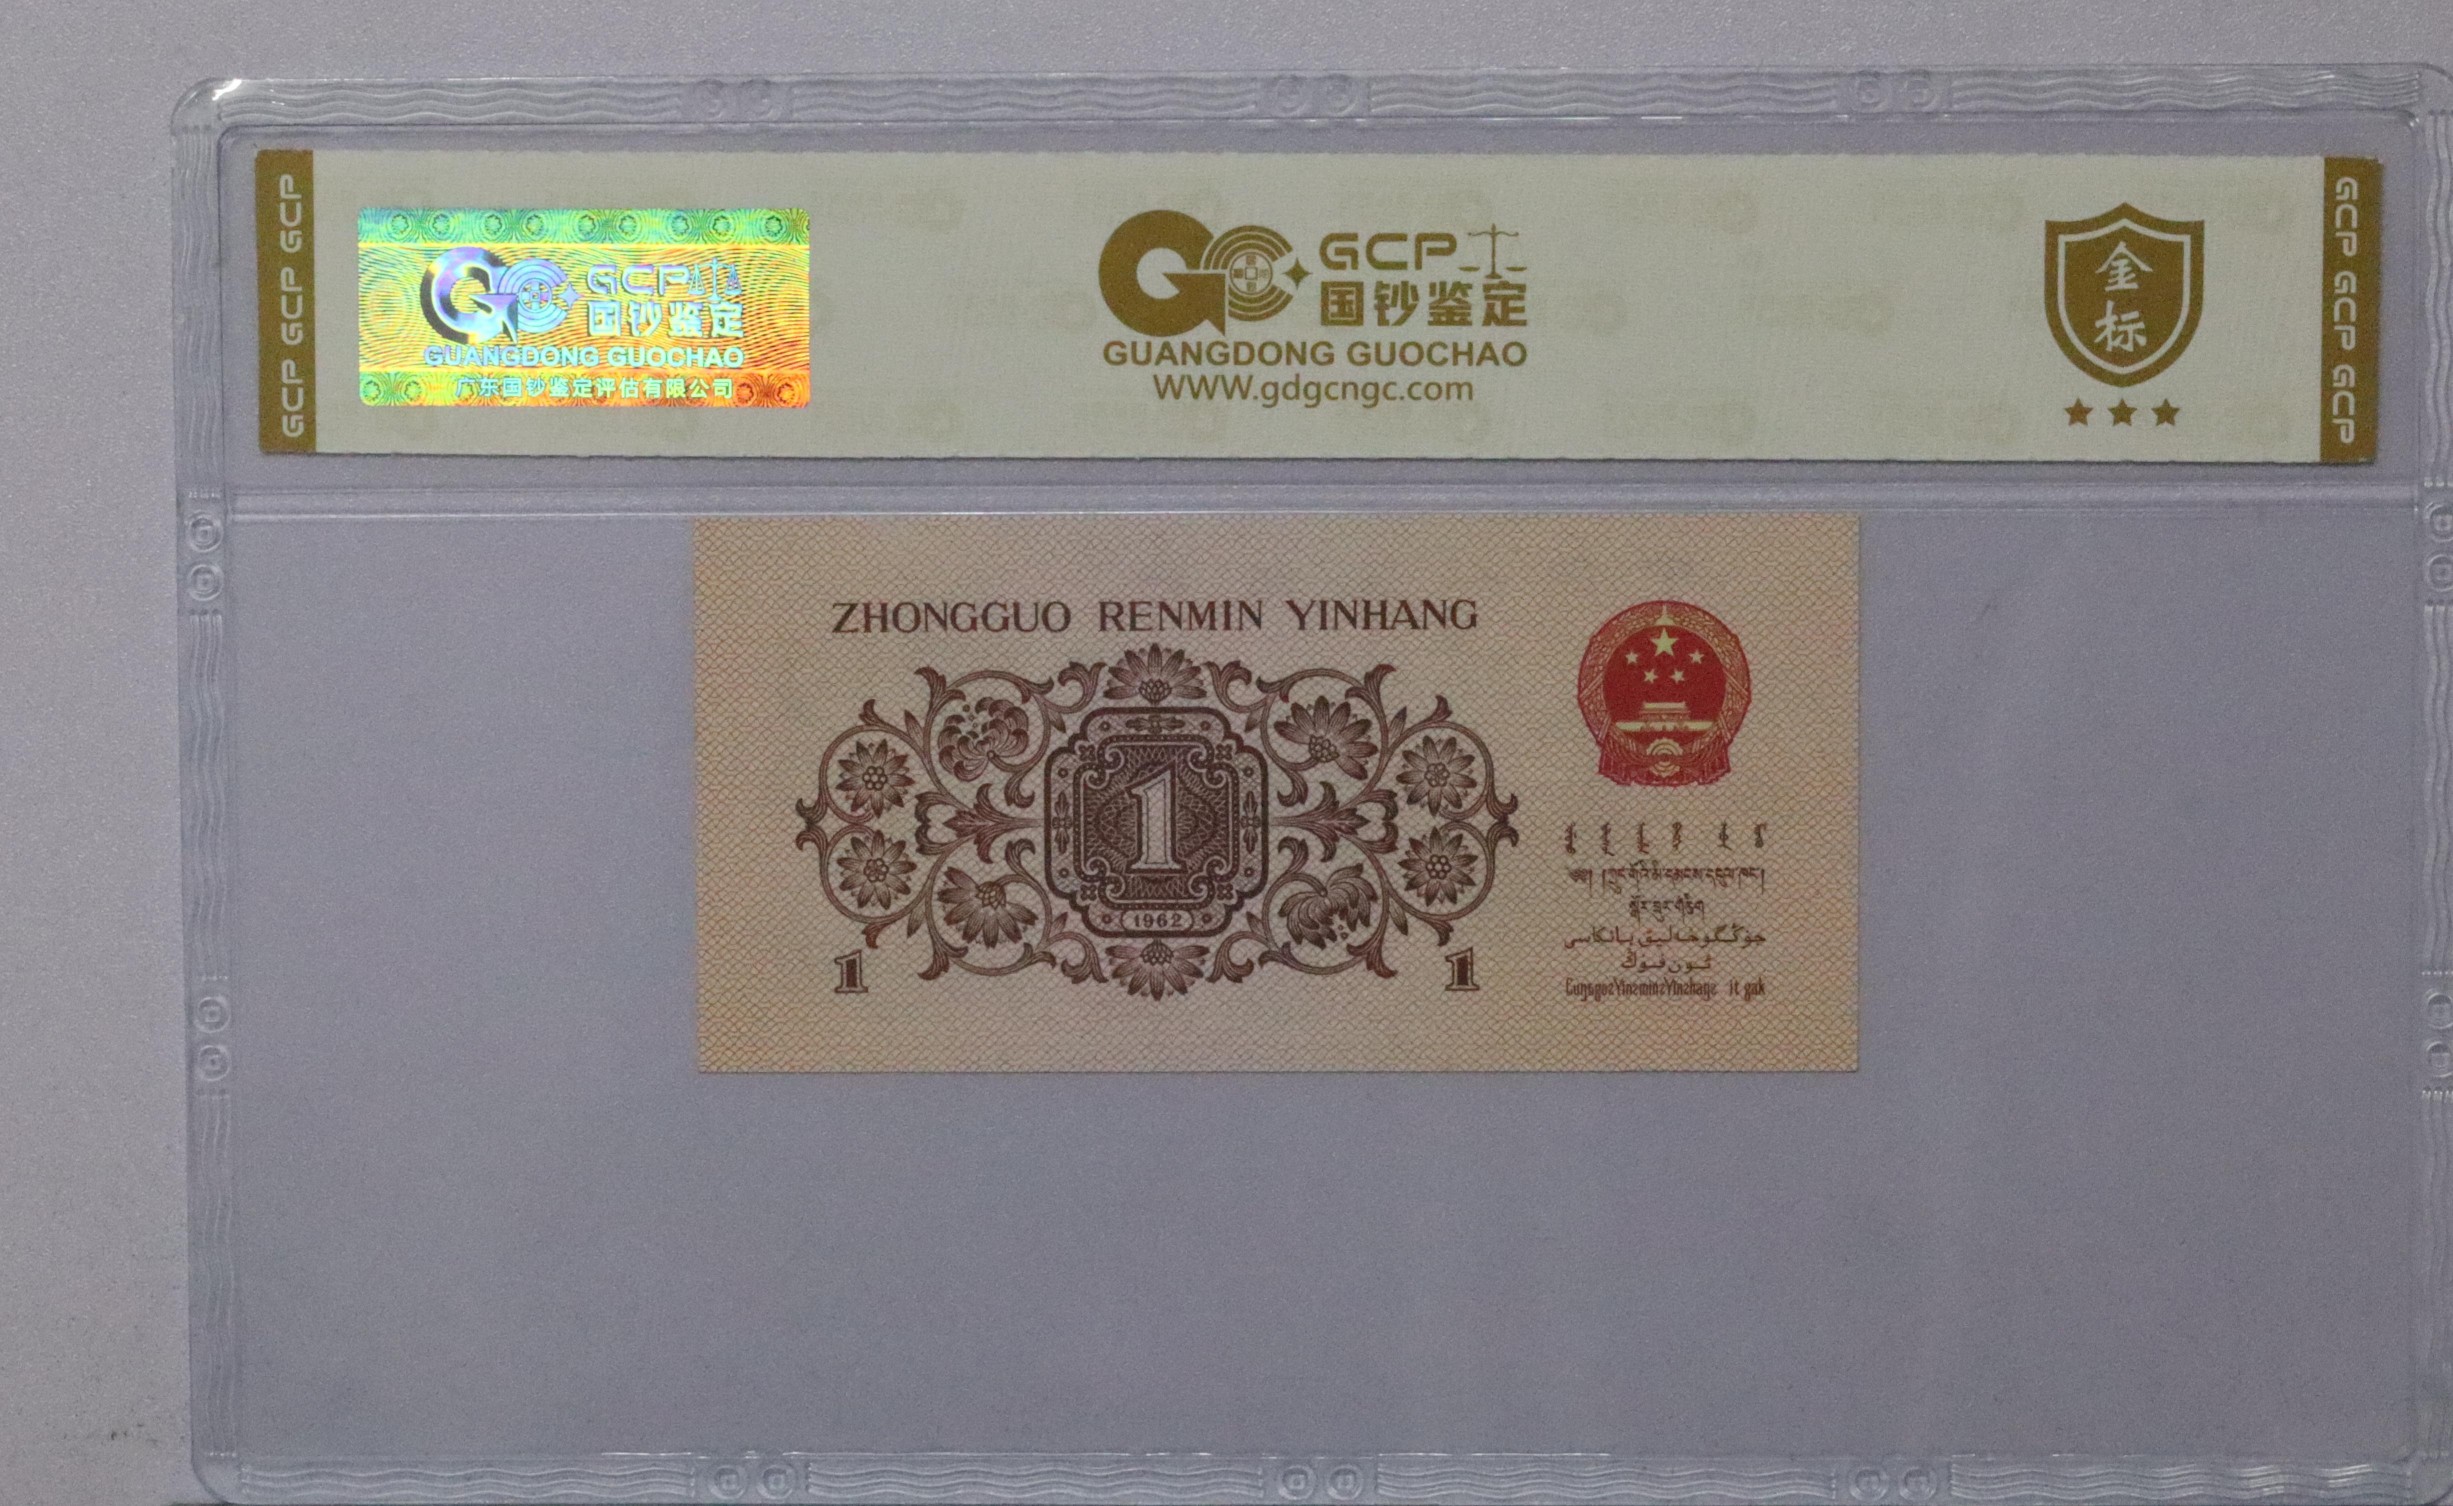 GCP GCP GCP
GCP
国钞鉴定
GUANGDONG GUOCHAO
广东国钞鉴定评估有限公司
GCP
国钞鉴定
GUANGDONG GUOCHAO
WWW.gdgcngc.com
金
标
GCP GCP GCP
ZHONGGUO RENMIN YINHANG
1
1962
1
1